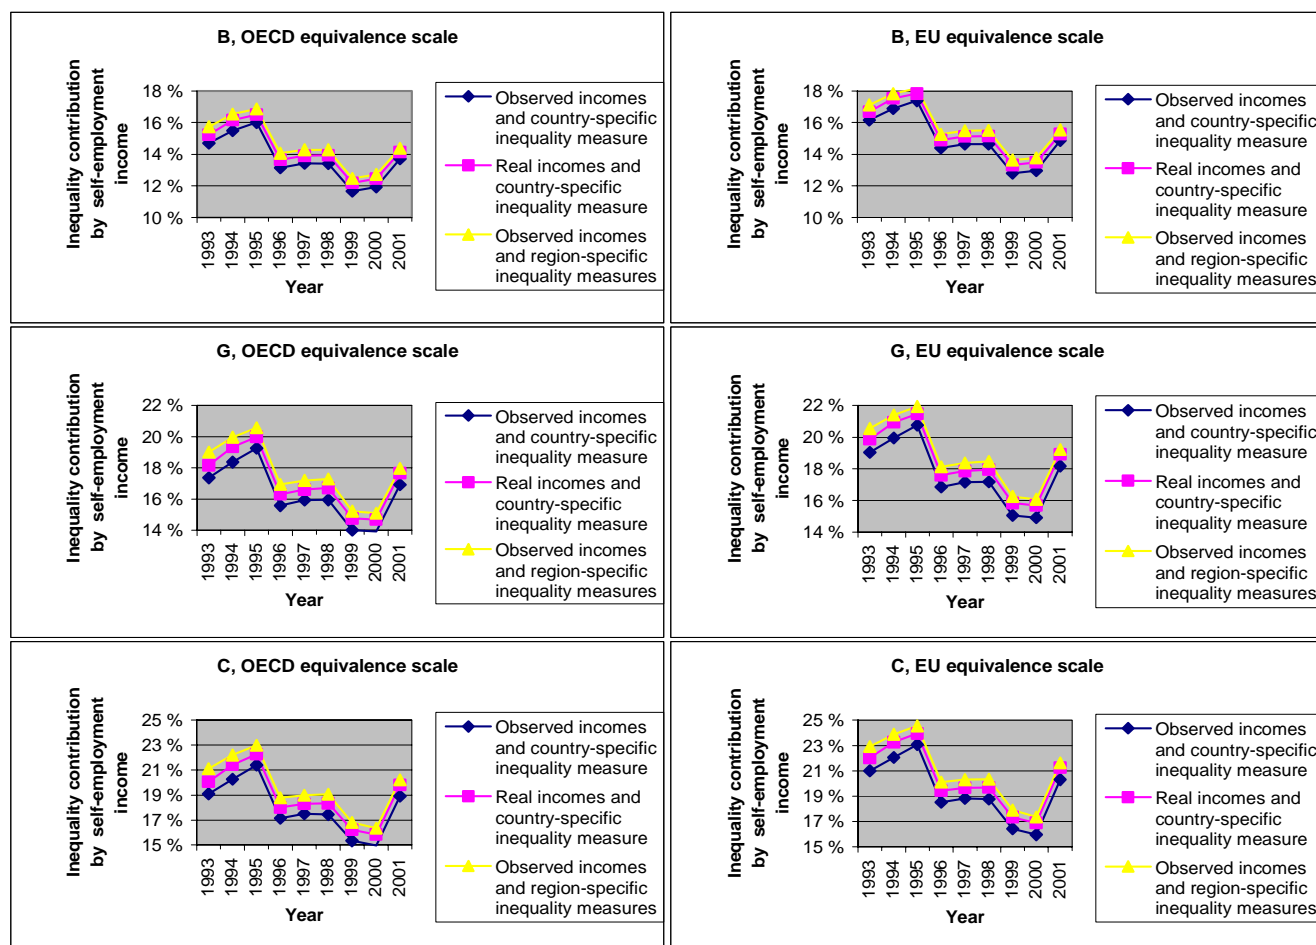 B, OECD equivalence scale
Inequality contribution
by self-employment
income
18 %
16 %
14 %
12 %
10 %
1993
1994
1995
1996
1997
1998
1999
2000
2001
Year
Observed incomes
and country-specific
inequality measure
Real incomes and
country-specific
inequality measure
Observed incomes
and region-specific
inequality measures
B, EU equivalence scale
Inequality contribution
by self-employment
income
18 %
16 %
14 %
12 %
10 %
1993
1994
1995
1996
1997
1998
1999
2000
2001
Year
Observed incomes
and country-specific
inequality measure
Real incomes and
country-specific
inequality measure
Observed incomes
and region-specific
inequality measures
G, OECD equivalence scale
Inequality contribution
by self-employment
income
22 %
20 %
18 %
16 %
14 %
1993
1994
1995
1996
1997
1998
1999
2000
2001
Year
Observed incomes
and country-specific
inequality measure
Real incomes and
country-specific
inequality measure
Observed incomes
and region-specific
inequality measures
G, EU equivalence scale
Inequality contribution
by self-employment
income
22 %
20 %
18 %
16 %
14 %
1993
1994
1995
1996
1997
1998
1999
2000
2001
Year
Observed incomes
and country-specific
inequality measure
Real incomes and
country-specific
inequality measure
Observed incomes
and region-specific
inequality measures
C, OECD equivalence scale
Inequality contribution
by self-employment
income
25 %
23 %
21 %
19 %
17 %
15 %
1993
1994
1995
1996
1997
1998
1999
2000
2001
Year
Observed incomes
and country-specific
inequality measure
Real incomes and
country-specific
inequality measure
Observed incomes
and region-specific
inequality measures
C, EU equivalence scale
Inequality contribution
by self-employment
income
25 %
23 %
21 %
19 %
17 %
15 %
1993
1994
1995
1996
1997
1998
1999
2000
2001
Year
Observed incomes
and country-specific
inequality measure
Real incomes and
country-specific
inequality measure
Observed incomes
and region-specific
inequality measures